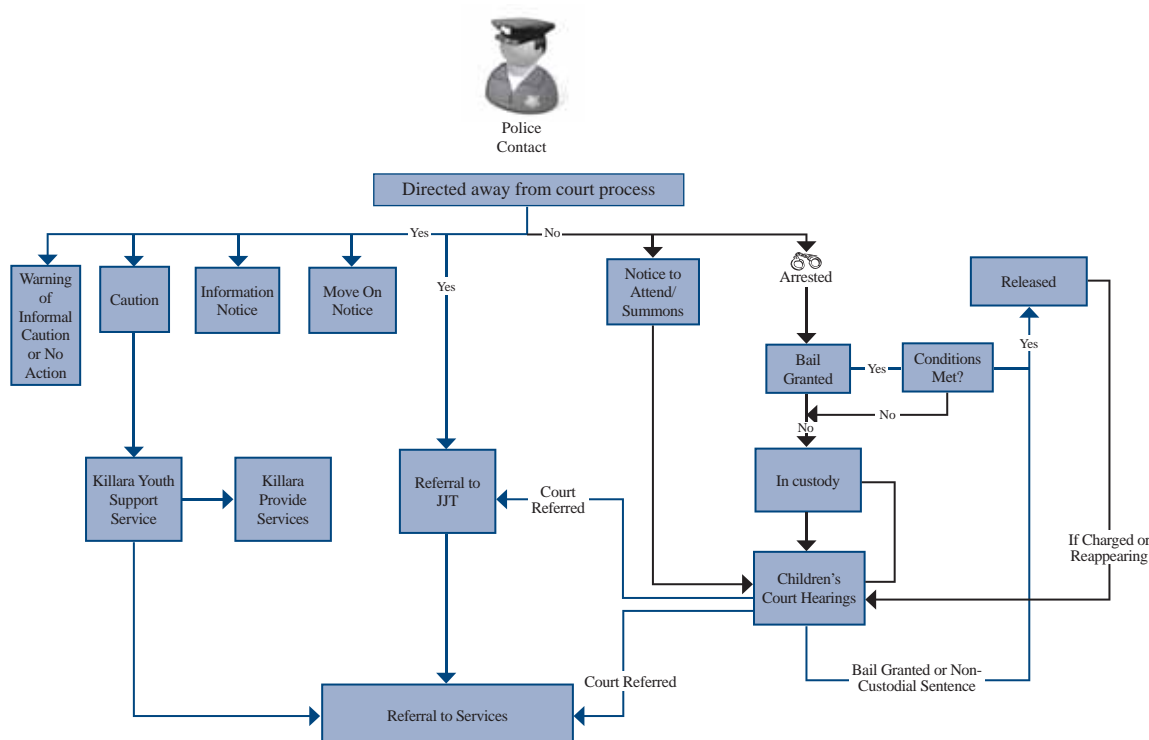 Police
Contact
Directed away from court process
Yes
No
Warning
of
Informal
Caution
or No
Action
Caution
Information
Notice
Move On
Notice
Yes
Notice to
Attend/
Summons
Arrested
Released
Bail
Granted
Yes
Conditions
Met?
Yes
No
No
Killara Youth
Support
Service
Killara
Provide
Services
Referral to
JJT
Court
Referred
In custody
If Charged or
Reappearing
Children's
Court Hearings
Court Referred
Bail Granted or Non-
Custodial Sentence
Referral to Services